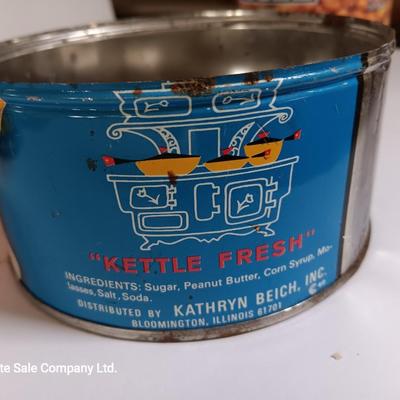 "KETTLE FRESH"
INGREDIENTS: Sugar, Peanut Butter, Corn Syrup, Mo-
lasses, Salt, Soda.
DISTRIBUTED BY KATHRYN BEICH, INC.
BLOOMINGTON, ILLINOIS 61701
te Sale Company Ltd.